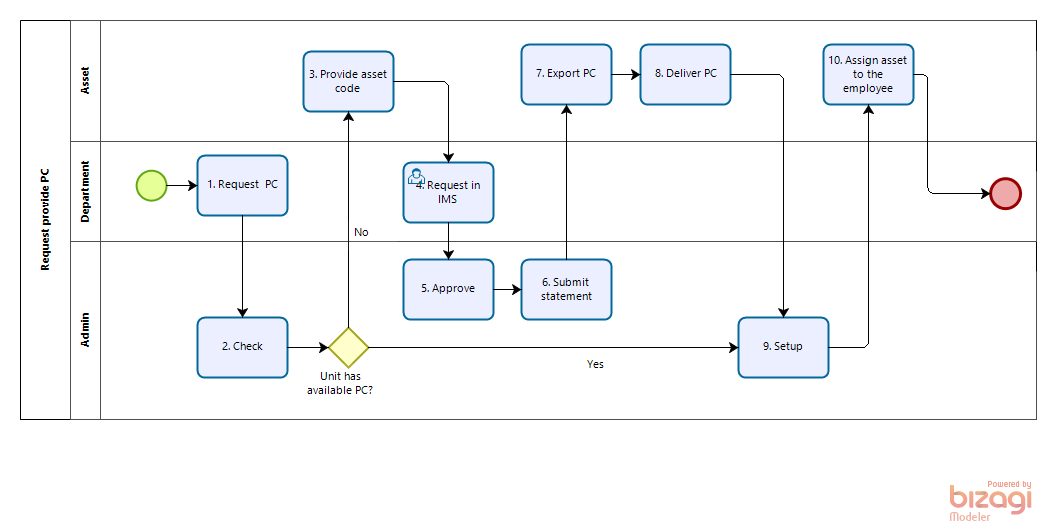 Request provide PC
Asset
Department
Admin
1. Request  PC
2. Check
Unit has
available PC?
No
Yes
3. Provide asset
code
4. Request in
IMS
5. Approve
6. Submit
statement
7. Export PC
8. Deliver PC
9. Setup
10. Assign asset
to the
employee
Powered by
bizagi
Modeler